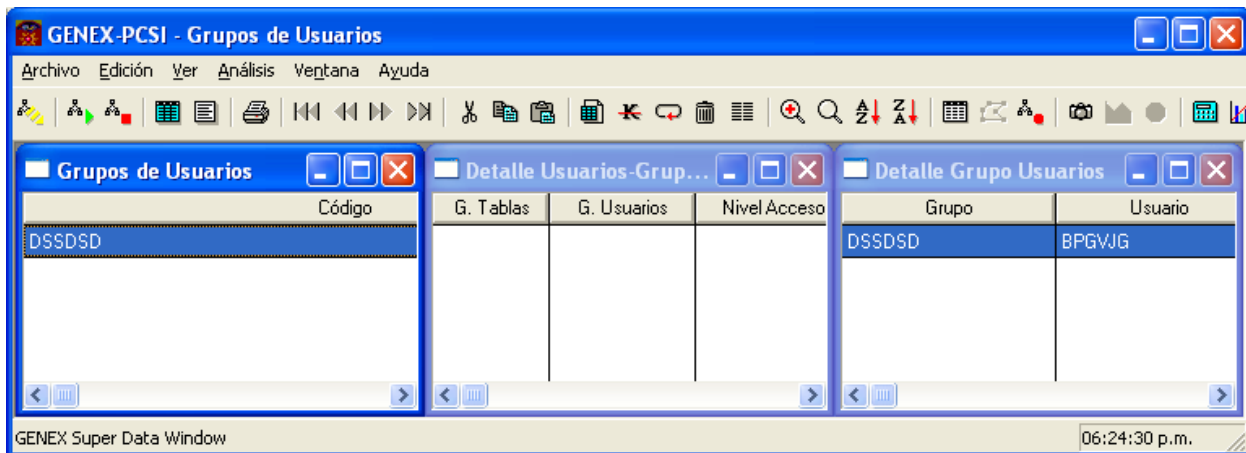 GENEX-PCSI - Grupos de Usuarios
Archivo Edición Ver Análisis Ventana Ayuda
Grupos de Usuarios
Código
DSSDSD
Detalle Usuarios-Grup...
G. Tablas G. Usuarios Nivel Acceso
Detalle Grupo Usuarios
Grupo Usuario
DSSDSD BPGVJG
GENEX Super Data Window 06:24:30 p.m.